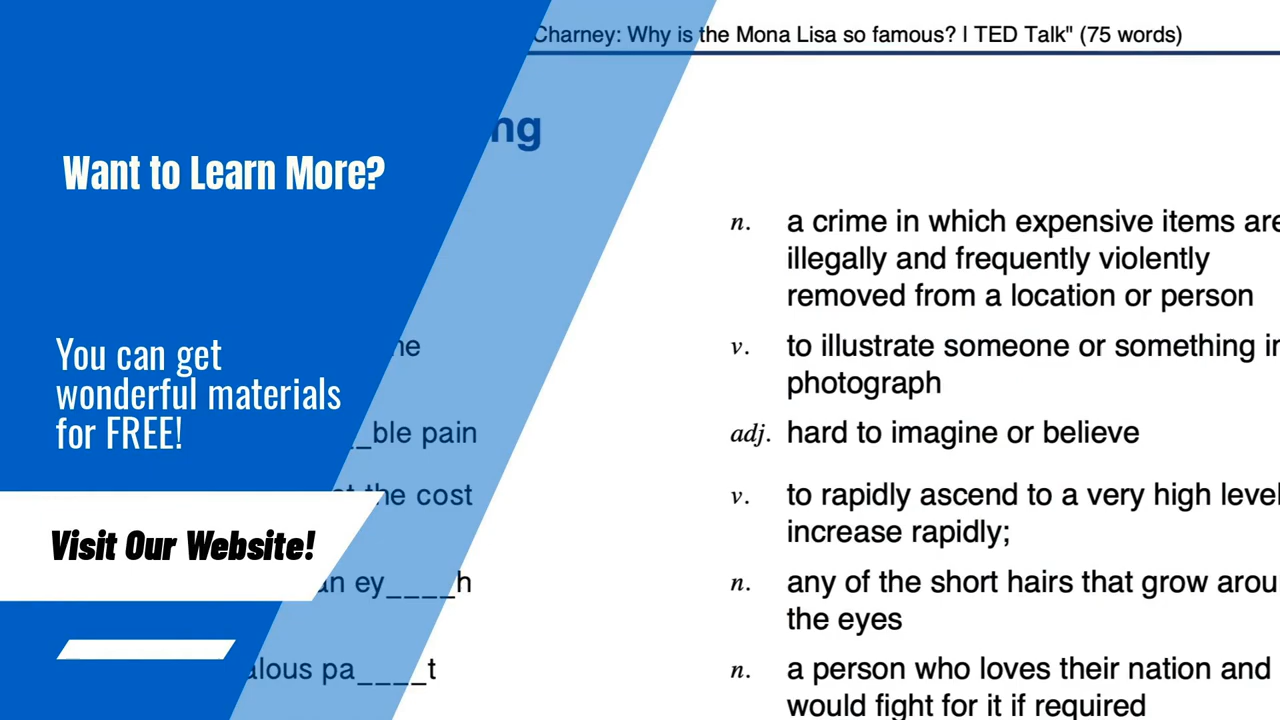 Charney: Why is the Mona Lisa so famous? | TED Talk" (75 words)
ng
Want to Learn More?
You can get
wonderful materials
for FREE!
Visit Our Website!
ne
_ble pain
the cost
an ey____h
alous pa____t
n. a crime in which expensive items are
illegally and frequently violently
removed from a location or person
v. to illustrate someone or something in
photograph
adj. hard to imagine or believe
v. to rapidly ascend to a very high level
increase rapidly;
n. any of the short hairs that grow arou
the eyes
n. a person who loves their nation and
would fight for it if required